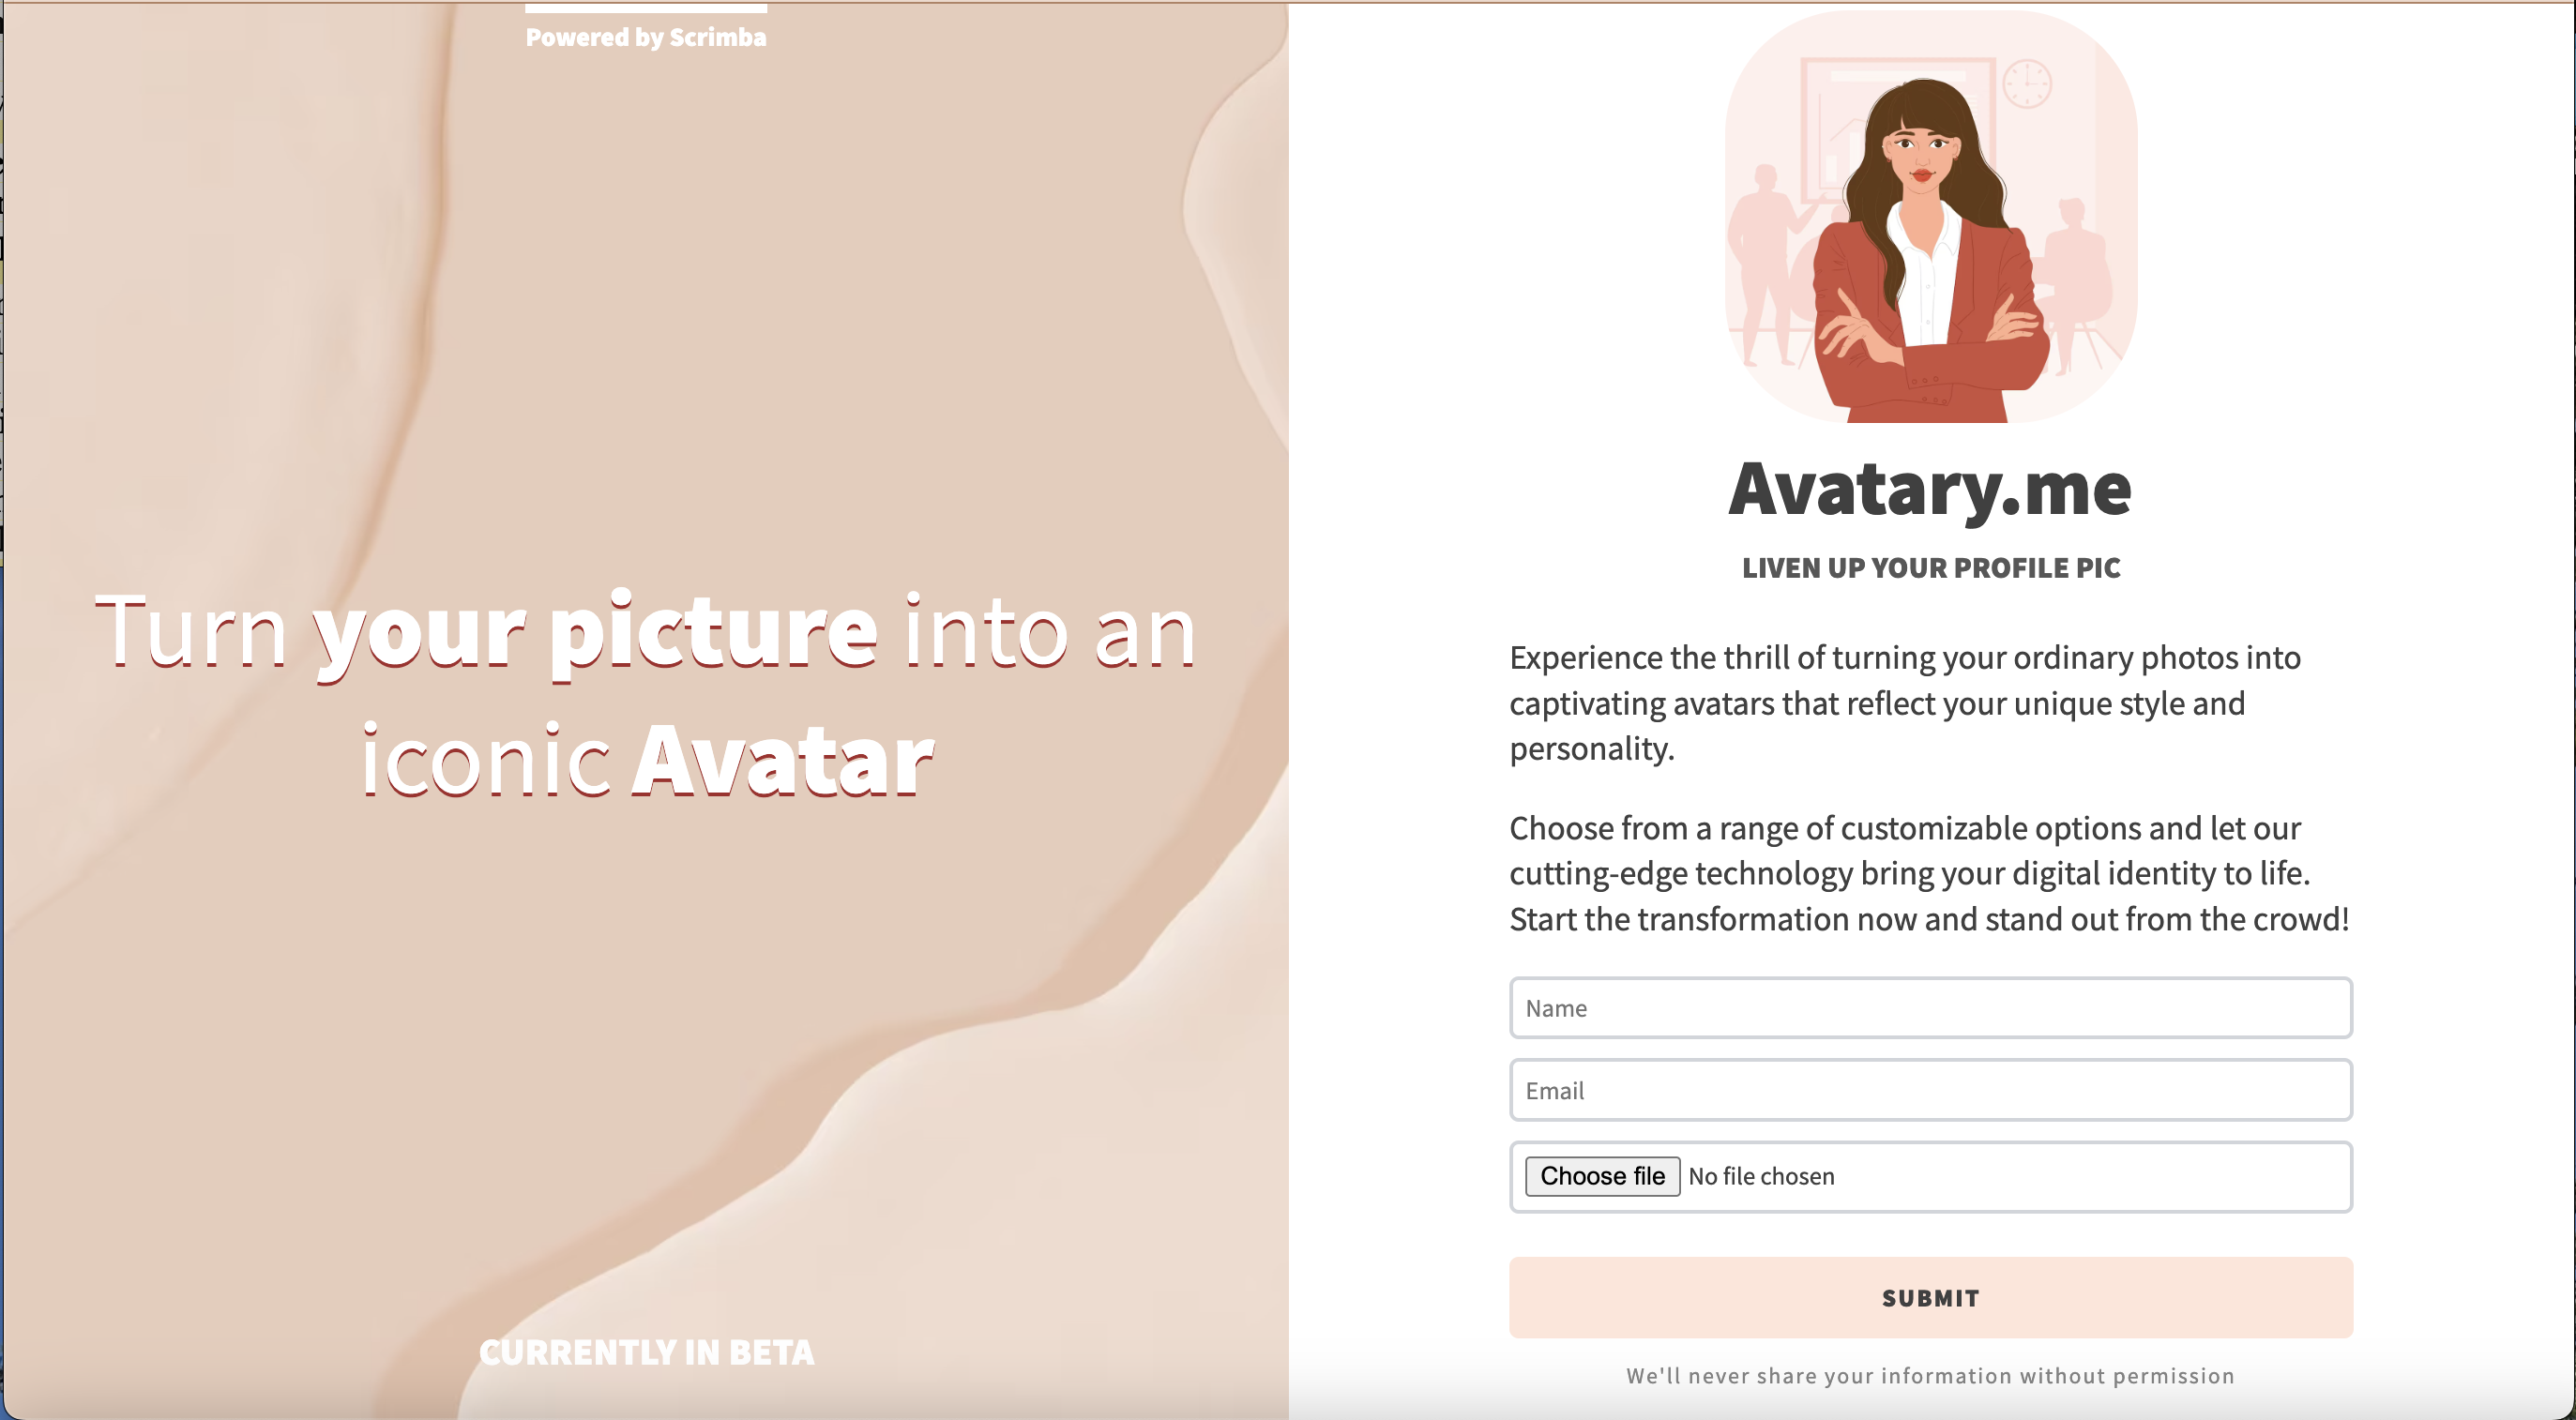 Powered by Scrimba
Turn your picture into an
iconic Avatar
CURRENTLY IN BETA
Avatary.me
LIVEN UP YOUR PROFILE PIC
Experience the thrill of turning your ordinary photos into
captivating avatars that reflect your unique style and
personality.
Choose from a range of customizable options and let our
cutting-edge technology bring your digital identity to life.
Start the transformation now and stand out from the crowd!
Name
Email
Choose file No file chosen
SUBMIT
We'll never share your information without permission